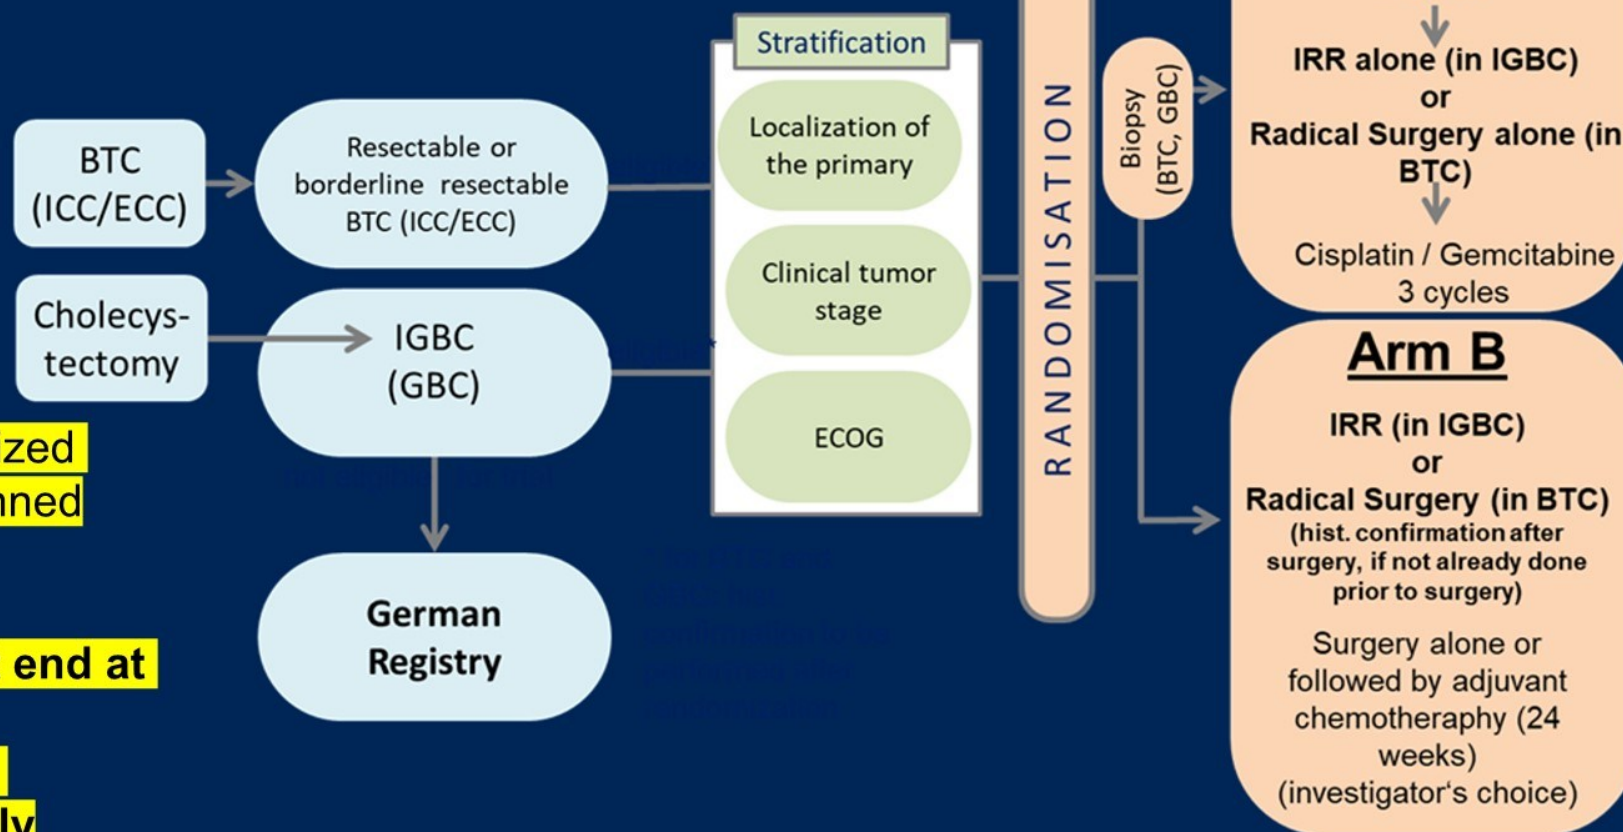 BTC
(ICC/ECC)
Resectable or
borderline resectable
BTC (ICC/ECC)
Cholecys-
tectomy
IGBC
(GBC)
German
Registry
ized
nned
end at
ly
Stratification
Localization of
the primary
Clinical tumor
stage
ECOG
RANDOMISATION
Biopsy
(BTC, GBC)
IRR alone (in IGBC)
or
Radical Surgery alone (in
BTC)
Cisplatin / Gemcitabine
3 cycles
Arm B
IRR (in IGBC)
or
Radical Surgery (in BTC)
(hist. confirmation after
surgery, if not already done
prior to surgery)
Surgery alone or
followed by adjuvant
chemotheraphy (24
weeks)
(investigator‘s choice)